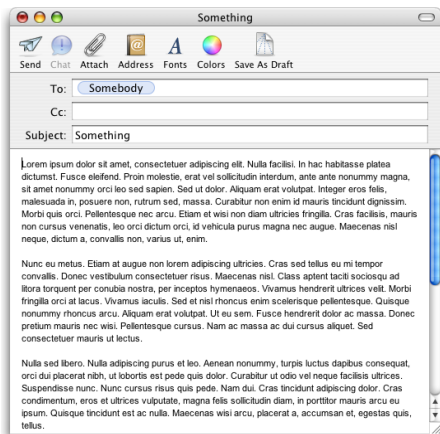 Something
Send Chat Attach Address Fonts Colors Save As Draft
To: Somebody
Cc:
Subject: Something
Lorem ipsum dolor sit amet, consectetuer adipiscing elit. Nulla facilisi. In hac habitasse platea
dictumst. Fusce eleifend. Proin molestie, erat vel sollicitudin interdum, ante ante nonummy magna,
sit amet nonummy orci leo sed sapien. Sed ut dolor. Aliquam erat volutpat. Integer eros felis,
malesuada in, posuere non, rutrum sed, massa. Curabitur non enim id mauris tincidunt dignissim.
Morbi quis orci. Pellentesque nec arcu. Etiam et wisi non diam ultricies fringilla. Cras facilisis, mauris
non cursus venenatis, leo orci dictum orci, id vehicula purus magna nec augue. Maecenas nisl
neque, dictum a, convallis non, varius ut, enim.
Nunc eu metus. Etiam at augue non lorem adipiscing ultricies. Cras sed tellus eu mi tempor
convallis. Donec vestibulum consectetuer risus. Maecenas nisl. Class aptent taciti sociosqu ad
litora torquent per conubia nostra, per inceptos hymenaeos. Vivamus hendrerit ultrices velit. Morbi
fringilla orci at lacus. Vivamus iaculis. Sed et nisl rhoncus enim scelerisque pellentesque. Quisque
nonummy rhoncus arcu. Aliquam erat volutpat. Ut eu sem. Fusce hendrerit dolor ac massa. Donec
pretium mauris nec wisi. Pellentesque cursus. Nam ac massa ac dui cursus aliquet. Sed
consectetuer mauris ut lectus.
Nulla sed libero. Nulla adipiscing purus et leo. Aenean nonummy, turpis luctus dapibus consequat,
orci dui placerat nibh, ut lobortis est pede quis dolor. Curabitur ut odio vel neque facilisis ultrices.
Suspendisse nunc. Nunc cursus risus quis pede. Nam dui. Cras tincidunt adipiscing dolor. Cras
condimentum, eros et ultrices vulputate, magna felis sollicitudin diam, in porttitor mauris arcu eu
ipsum. Quisque tincidunt est ac nulla. Maecenas wisi arcu, placerat a, accumsan et, egestas quis,
tellus.